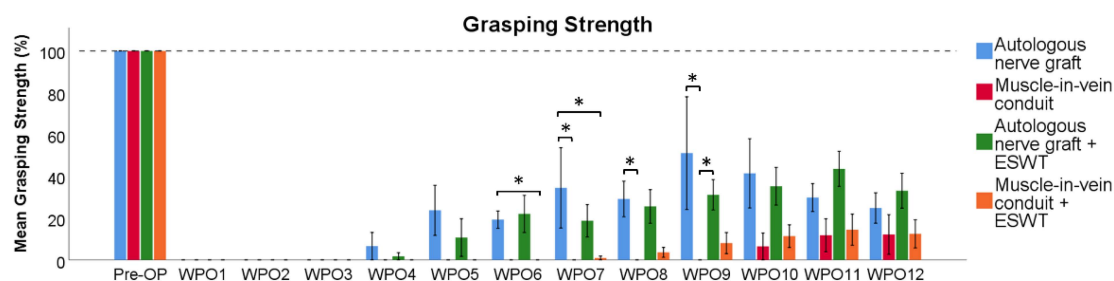 Grasping Strength
Mean Grasping Strength (%)
100
80
60
40
20
0
Pre-OP WPO1 WPO2 WPO3 WPO4 WPO5 WPO6 WPO7 WPO8 WPO9 WPO10 WPO11 WPO12
*
*
*
*
*
*
Autologous
nerve graft
Muscle-in-vein
conduit
Autologous
nerve graft +
ESWT
Muscle-in-vein
conduit +
ESWT